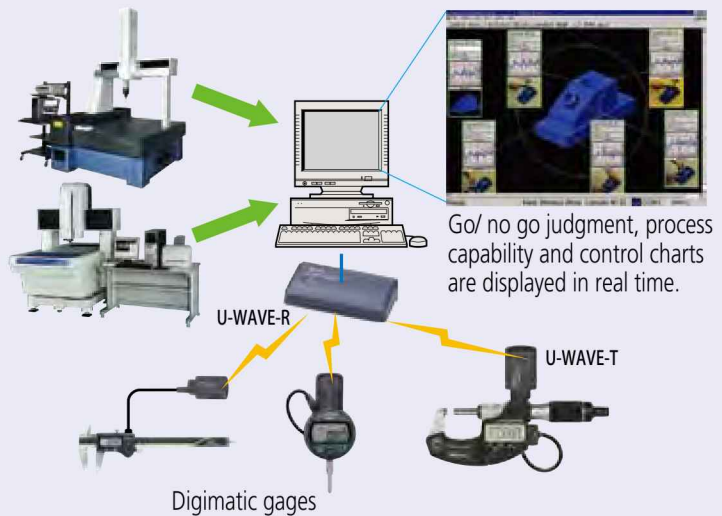 Go/ no go judgment, process
capability and control charts
are displayed in real time.
U-WAVE-R
U-WAVE-T
Digimatic gages